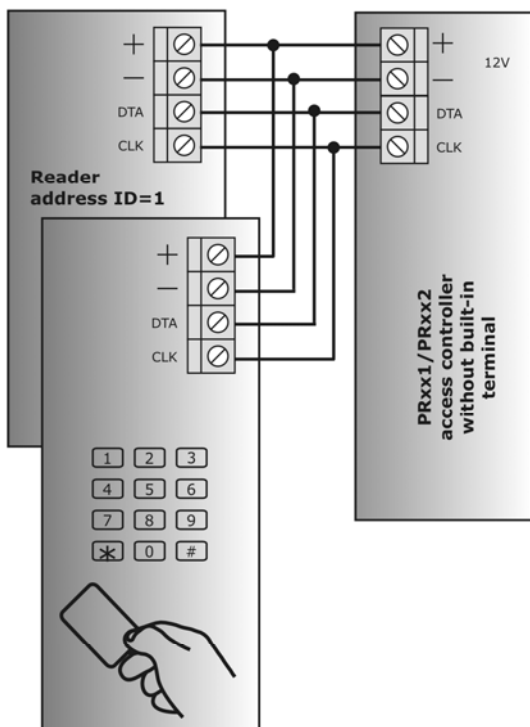 +
—
DTA
CLK
Reader
address ID=1
+
—
DTA
CLK
12V
PRxx1/PRxx2
access controller
without built-in
terminal
+
—
DTA
CLK
1 2 3
4 5 6
7 8 9
* 0 #